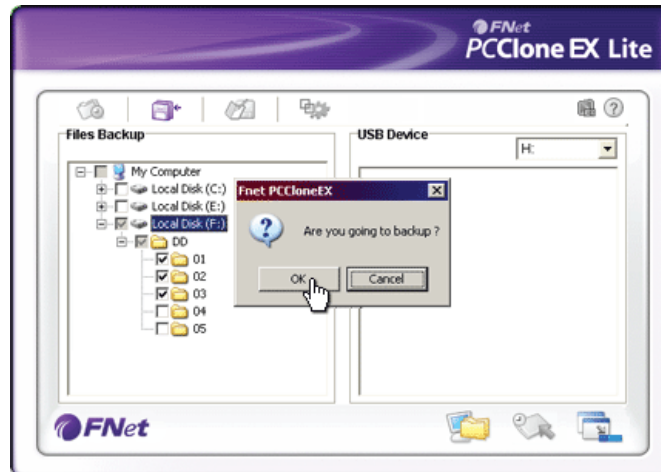 FNet
PCClone EX Lite
Files Backup
USB Device
H:
My Computer
Local Disk (C:)
Local Disk (E:)
Local Disk (F:)
DD
01
02
03
04
05
Fnet PCCloneEX
Are you going to backup ?
OK
Cancel
FNet